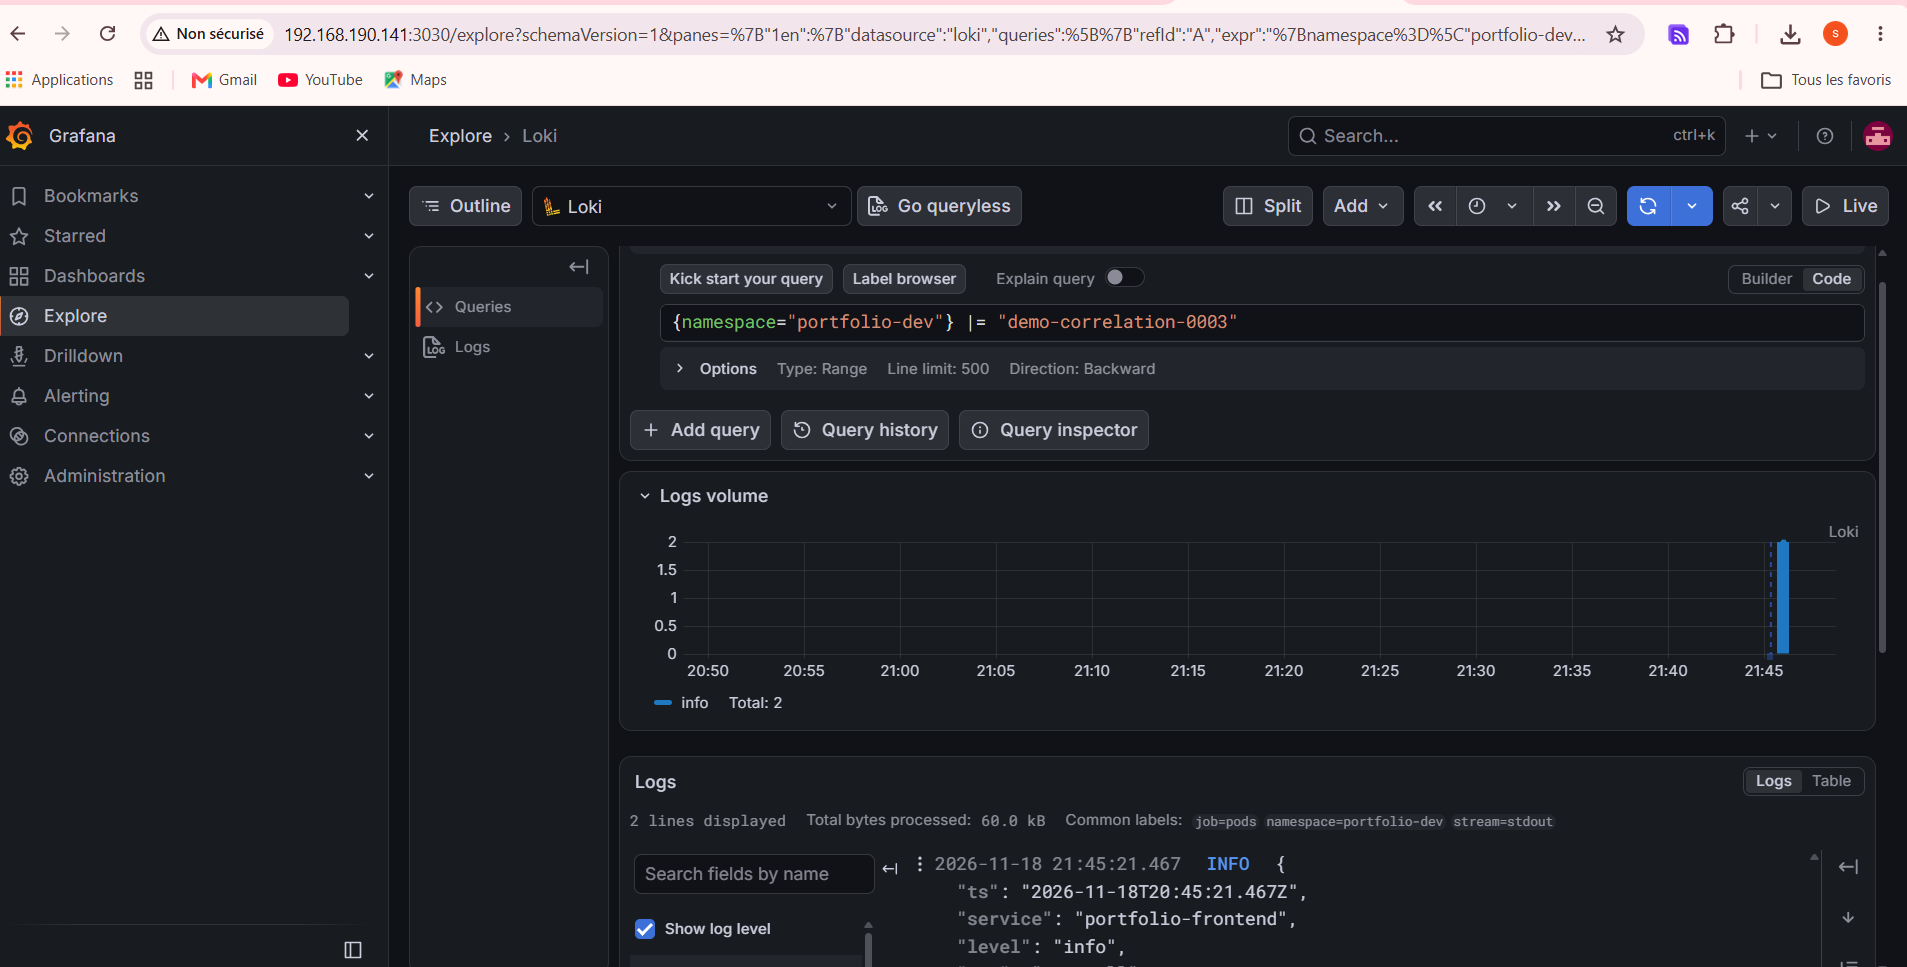 Non sécurisé 192.168.190.141:3030/explore?schemaVersion=1&panes=%7B"1en":%7B"datasource":"loki","queries":%5B%7B"refId":"A","expr":"%7Bnamespace%3D%5C"portfolio-dev...
S
Applications Gmail YouTube Maps Tous les favoris
Grafana
Explore › Loki
Search... ctrl+k
Bookmarks
Starred
Dashboards
Explore
Drilldown
Alerting
Connections
Administration
Outline Loki Go queryless Split Add Live
Queries
Logs
Kick start your query Label browser Explain query Builder Code
{namespace="portfolio-dev"} |= "demo-correlation-0003"
Options Type: Range Line limit: 500 Direction: Backward
+ Add query Query history Query inspector
Logs volume
Loki
2
1.5
1
0.5
0
20:50 20:55 21:00 21:05 21:10 21:15 21:20 21:25 21:30 21:35 21:40 21:45
info Total: 2
Logs
Logs Table
2 lines displayed Total bytes processed: 60.0 kB Common labels: job=pods namespace=portfolio-dev stream=stdout
Search fields by name
Show log level
2026-11-18 21:45:21.467 INFO {
"ts": "2026-11-18T20:45:21.467Z",
"service": "portfolio-frontend",
"level": "info",